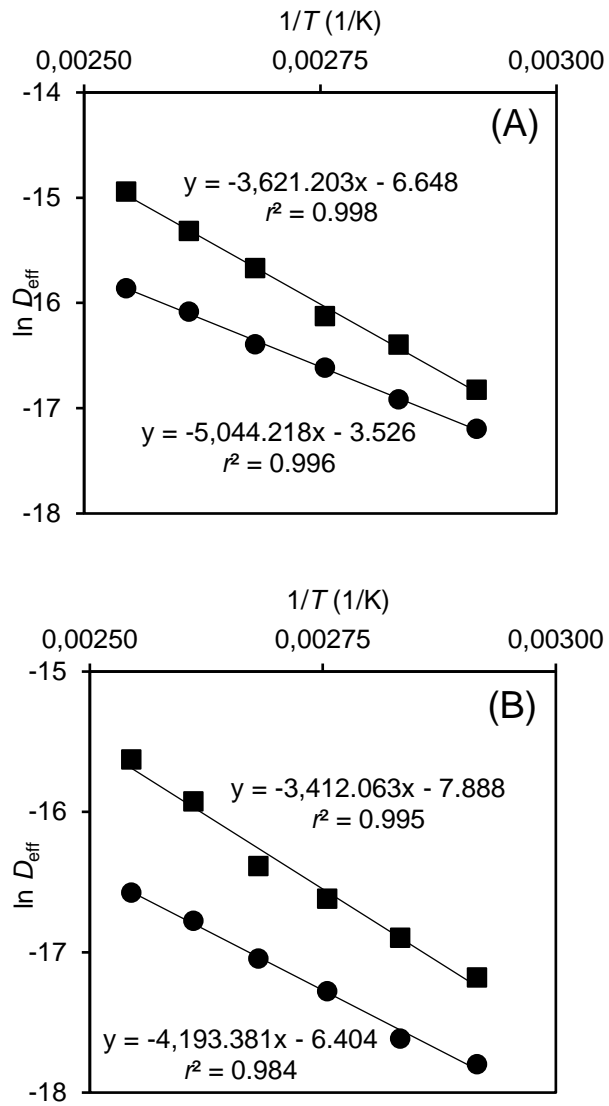 1/T (1/K)
0,00250 0,00275 0,00300
-14
(A)
y = -3,621.203x - 6.648
r² = 0.998
-15
-16
ln Deff
-17
y = -5,044.218x - 3.526
r² = 0.996
-18
1/T (1/K)
0,00250 0,00275 0,00300
-15
(B)
y = -3,412.063x - 7.888
r² = 0.995
-16
ln Deff
-17
y = -4,193.381x - 6.404
r² = 0.984
-18